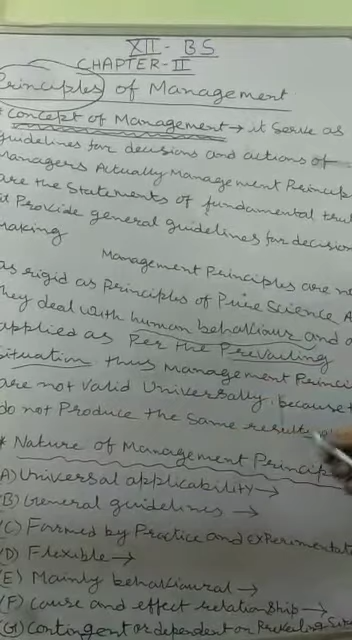 XII - BS
CHAPTER-II
Principles of Management
* Concept of Management → it Serve as
guidelines for decisions and actions of
Managers Actually Management Princip
are the Statements of fundamental tru
it Provide general guidelines for decision
making
Management Principles are no
as rigid as Principles of Pure Science A
They deal with human behaviour and a
applied as Per the Prevailing
situation thus Management Princi
are not valid Universally, because t
do not Produce the same results
* Nature of Management Princip
(A) Universal applicability →
(B) General guidelines →
(C) Formed by Practice and experimentat
(D) Flexible →
(E) Mainly behavioural →
(F) Cause and effect relationship →
(G) Contingent or dependent on Prevailing Situ